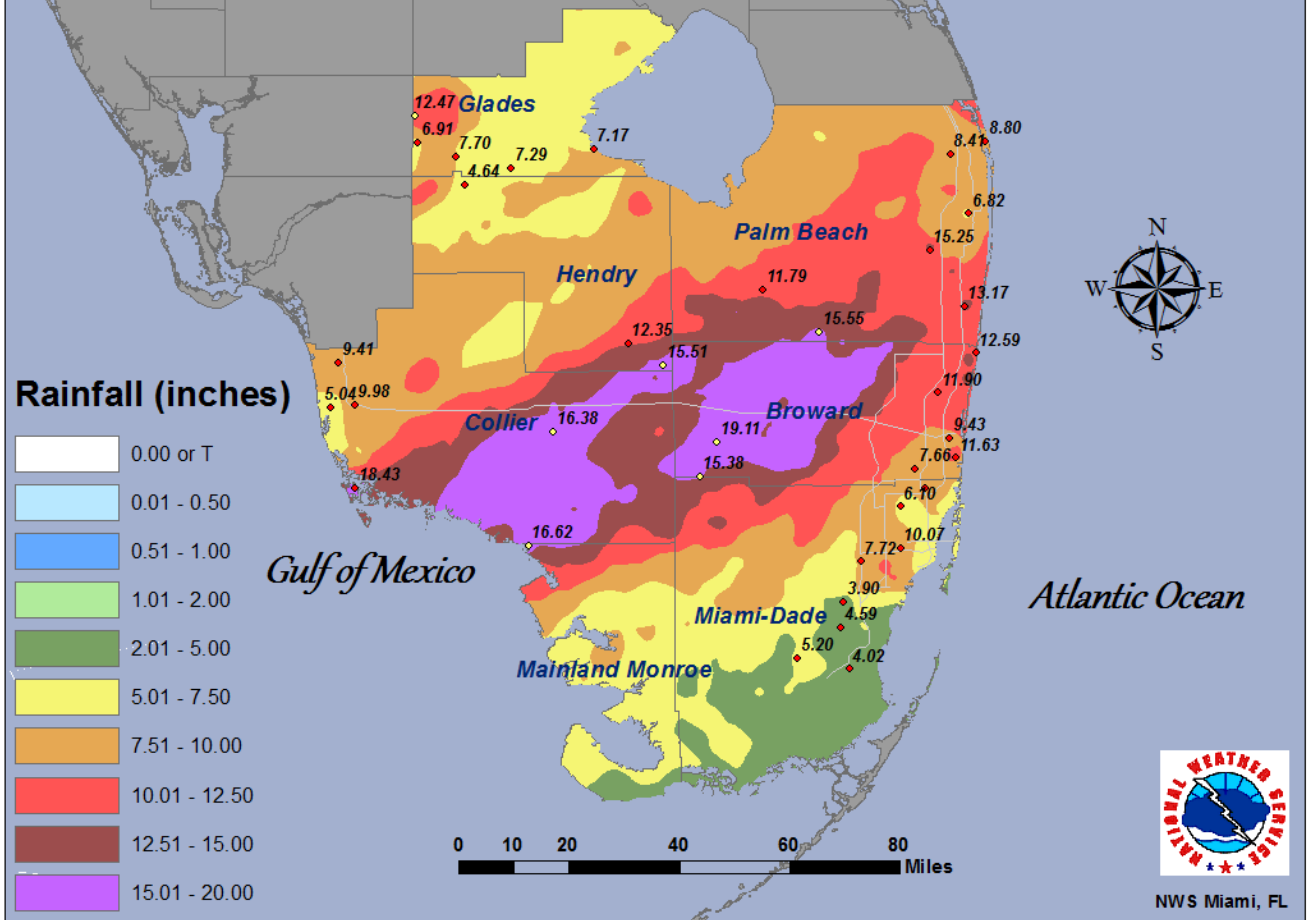 12.47 Glades
6.91
7.70
7.29
7.17
4.64
8.80
8.41
6.82
Palm Beach
15.25
Hendry
11.79
13.17
12.35
15.55
12.59
15.51
9.41
5.04
9.98
11.90
Collier
16.38
Broward
19.11
9.43
11.63
7.66
15.38
18.43
6.10
16.62
10.07
7.72
3.90
Miami-Dade
4.59
5.20
4.02
Mainland Monroe
Gulf of Mexico
Atlantic Ocean
N
W
E
S
Rainfall (inches)
0.00 or T
0.01 - 0.50
0.51 - 1.00
1.01 - 2.00
2.01 - 5.00
5.01 - 7.50
7.51 - 10.00
10.01 - 12.50
12.51 - 15.00
15.01 - 20.00
0 10 20 40 60 80
Miles
NATIONAL WEATHER SERVICE
NWS Miami, FL